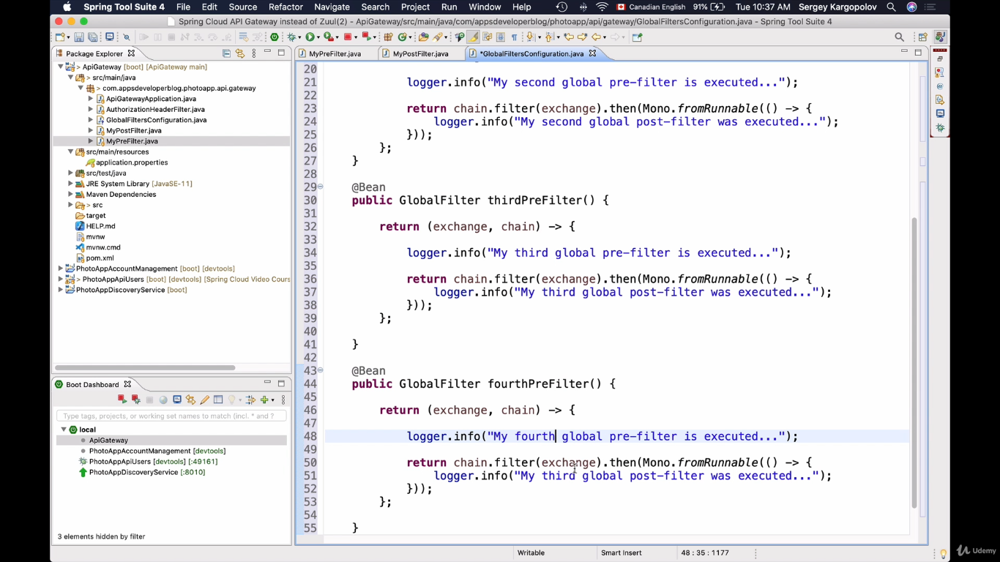 Spring Tool Suite 4 File Edit Source Refactor Navigate Search Project Run Window Help Canadian English 91% Tue 10:37 AM Sergey Kargopolov
Spring Cloud API Gateway instead of Zuul(2) - ApiGateway/src/main/java/com/appsdeveloperblog/photoapp/api/gateway/GlobalFiltersConfiguration.java - Spring Tool Suite 4
Package Explorer
ApiGateway [boot] [ApiGateway main]
src/main/java
com.appsdeveloperblog.photoapp.api.gateway
ApiGatewayApplication.java
AuthorizationHeaderFilter.java
GlobalFiltersConfiguration.java
MyPostFilter.java
MyPreFilter.java
src/main/resources
application.properties
src/test/java
JRE System Library [JavaSE-11]
Maven Dependencies
> src
target
HELP.md
mvnw
mvnw.cmd
pom.xml
PhotoAppAccountManagement [boot] [devtools]
> PhotoAppApiUsers [boot] [devtools] [Spring Cloud Video Cours
PhotoAppDiscoveryService [boot]
Boot Dashboard
Type tags, projects, or working set names to match (incl. * and ?)
local
ApiGateway
PhotoAppAccountManagement [devtools]
PhotoAppApiUsers [devtools] [:49161]
PhotoAppDiscoveryService [:8010]
3 elements hidden by filter
MyPreFilter.java MyPostFilter.java *GlobalFiltersConfiguration.java
20
21 logger.info("My second global pre-filter is executed...");
22
23 return chain.filter(exchange).then(Mono.fromRunnable(() -> {
24 logger.info("My second global post-filter was executed...");
25 }));
26 };
27 }
28
29 @Bean
30 public GlobalFilter thirdPreFilter() {
31
32 return (exchange, chain) -> {
33
34 logger.info("My third global pre-filter is executed...");
35
36 return chain.filter(exchange).then(Mono.fromRunnable(() -> {
37 logger.info("My third global post-filter was executed...");
38 }));
39 };
40
41 }
42
43 @Bean
44 public GlobalFilter fourthPreFilter() {
45
46 return (exchange, chain) -> {
47
48 logger.info("My fourth global pre-filter is executed...");
49
50 return chain.filter(exchange).then(Mono.fromRunnable(() -> {
51 logger.info("My third global post-filter was executed...");
52 }));
53 };
54
55 }
Writable Smart Insert 48 : 35 : 1177
Udemy